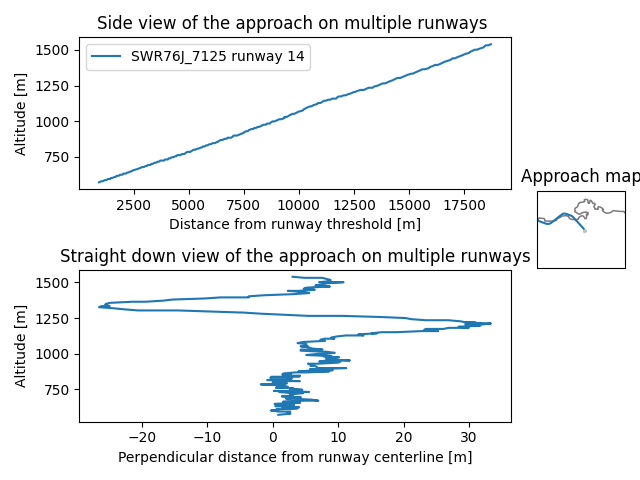 Side view of the approach on multiple runways
1500
1250
1000
750
Altitude [m]
SWR76J_7125 runway 14
2500 5000 7500 10000 12500 15000 17500
Distance from runway threshold [m]
Approach map
Straight down view of the approach on multiple runways
1500
1250
1000
750
Altitude [m]
−20 −10 0 10 20 30
Perpendicular distance from runway centerline [m]